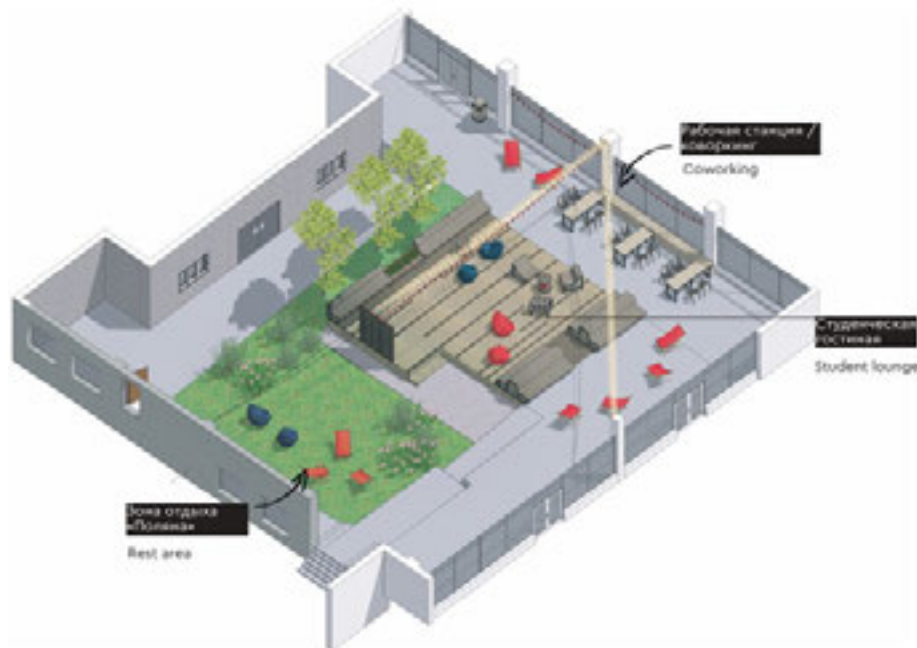 Рабочая станция /
коворкинг
Coworking
Студенческая
гостиная
Student lounge
Зона отдыха
«Поляна»
Rest area